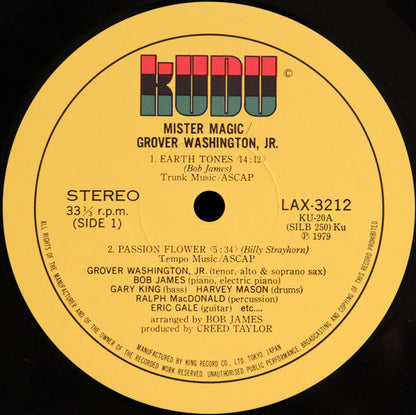 KUDU ©
MISTER MAGIC/
GROVER WASHINGTON, JR.
1. EARTH TONES 〈14:12〉
(Bob James)
Trunk Music/ASCAP
STEREO
33⅓ r.p.m.
(SIDE 1)
LAX-3212
KU-20A
(SILB 250) Ku
Ⓟ 1979
2. PASSION FLOWER 〈5:34〉 (Billy Strayhorn)
Tempo Music/ASCAP
GROVER WASHINGTON, JR. (tenor, alto & soprano sax)
BOB JAMES (piano, electric piano)
GARY KING (bass) HARVEY MASON (drums)
RALPH MacDONALD (percussion)
ERIC GALE (guitar) etc....
arranged by BOB JAMES
produced by CREED TAYLOR
ALL RIGHTS OF THE MANUFACTURER AND OF THE OWNER OF THE RECORDED WORK RESERVED. UNAUTHORISED PUBLIC PERFORMANCE, BROADCASTING AND COPYING OF THIS RECORD PROHIBITED.
MANUFACTURED BY KING RECORD CO., LTD. TOKYO, JAPAN